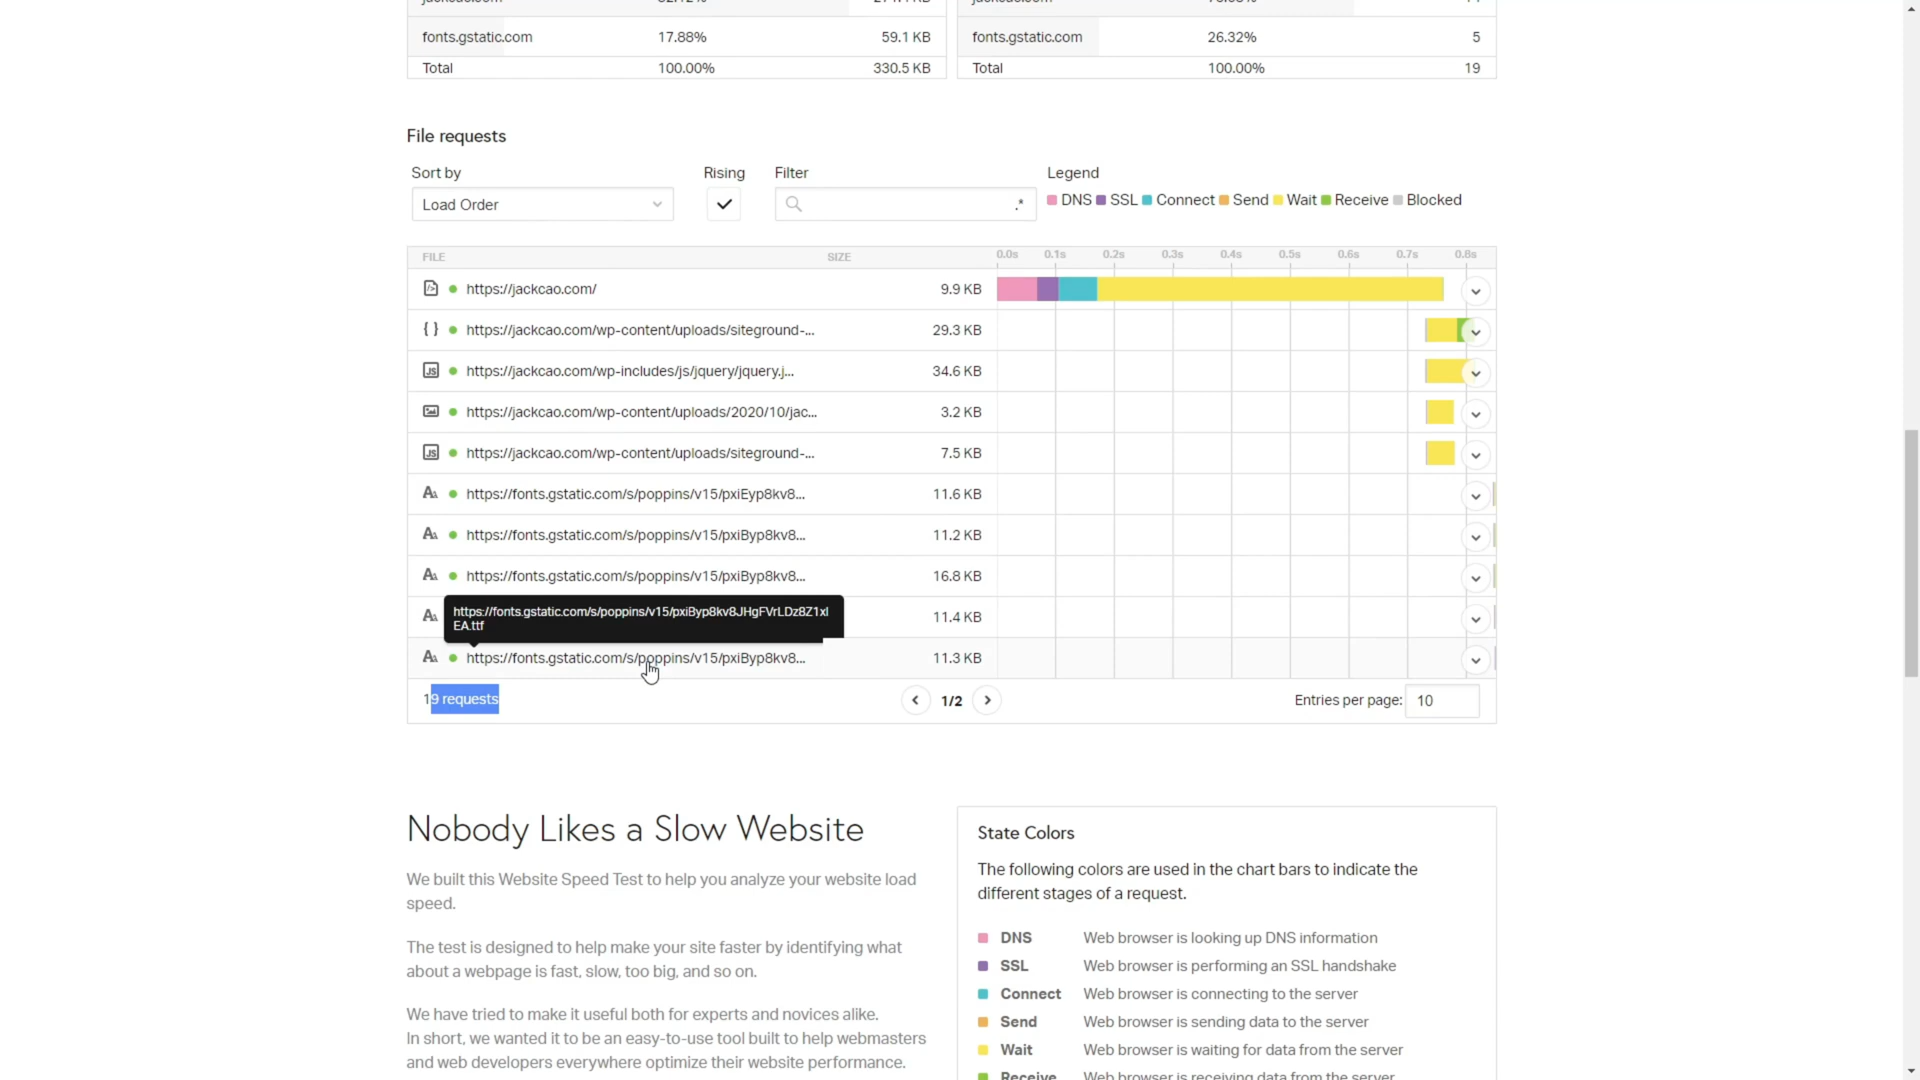 fonts.gstatic.com 17.88% 59.1 KB fonts.gstatic.com 26.32% 5
Total 100.00% 330.5 KB Total 100.00% 19
File requests
Sort by Rising Filter Legend
Load Order .* DNS SSL Connect Send Wait Receive Blocked
FILE SIZE 0.0s 0.1s 0.2s 0.3s 0.4s 0.5s 0.6s 0.7s 0.8s
https://jackcao.com/ 9.9 KB
{ } https://jackcao.com/wp-content/uploads/siteground-... 29.3 KB
JS https://jackcao.com/wp-includes/js/jquery/jquery.j... 34.6 KB
https://jackcao.com/wp-content/uploads/2020/10/jac... 3.2 KB
JS https://jackcao.com/wp-content/uploads/siteground-... 7.5 KB
AA https://fonts.gstatic.com/s/poppins/v15/pxiEyp8kv8... 11.6 KB
AA https://fonts.gstatic.com/s/poppins/v15/pxiByp8kv8... 11.2 KB
AA https://fonts.gstatic.com/s/poppins/v15/pxiByp8kv8... 16.8 KB
https://fonts.gstatic.com/s/poppins/v15/pxiByp8kv8JHgFVrLDz8Z1xl
EA.ttf
AA 11.4 KB
AA https://fonts.gstatic.com/s/poppins/v15/pxiByp8kv8... 11.3 KB
19 requests 1/2 Entries per page: 10
Nobody Likes a Slow Website
We built this Website Speed Test to help you analyze your website load
speed.
The test is designed to help make your site faster by identifying what
about a webpage is fast, slow, too big, and so on.
We have tried to make it useful both for experts and novices alike.
In short, we wanted it to be an easy-to-use tool built to help webmasters
and web developers everywhere optimize their website performance.
State Colors
The following colors are used in the chart bars to indicate the
different stages of a request.
DNS Web browser is looking up DNS information
SSL Web browser is performing an SSL handshake
Connect Web browser is connecting to the server
Send Web browser is sending data to the server
Wait Web browser is waiting for data from the server
Receive Web browser is receiving data from the server